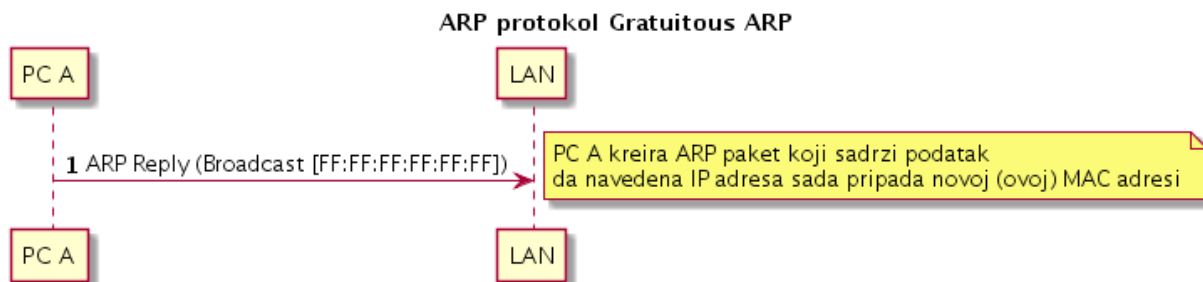 ARP protokol Gratuitous ARP
PC A
LAN
1 ARP Reply (Broadcast [FF:FF:FF:FF:FF:FF])
PC A kreira ARP paket koji sadrzi podatak
da navedena IP adresa sada pripada novoj (ovoj) MAC adresi
PC A
LAN